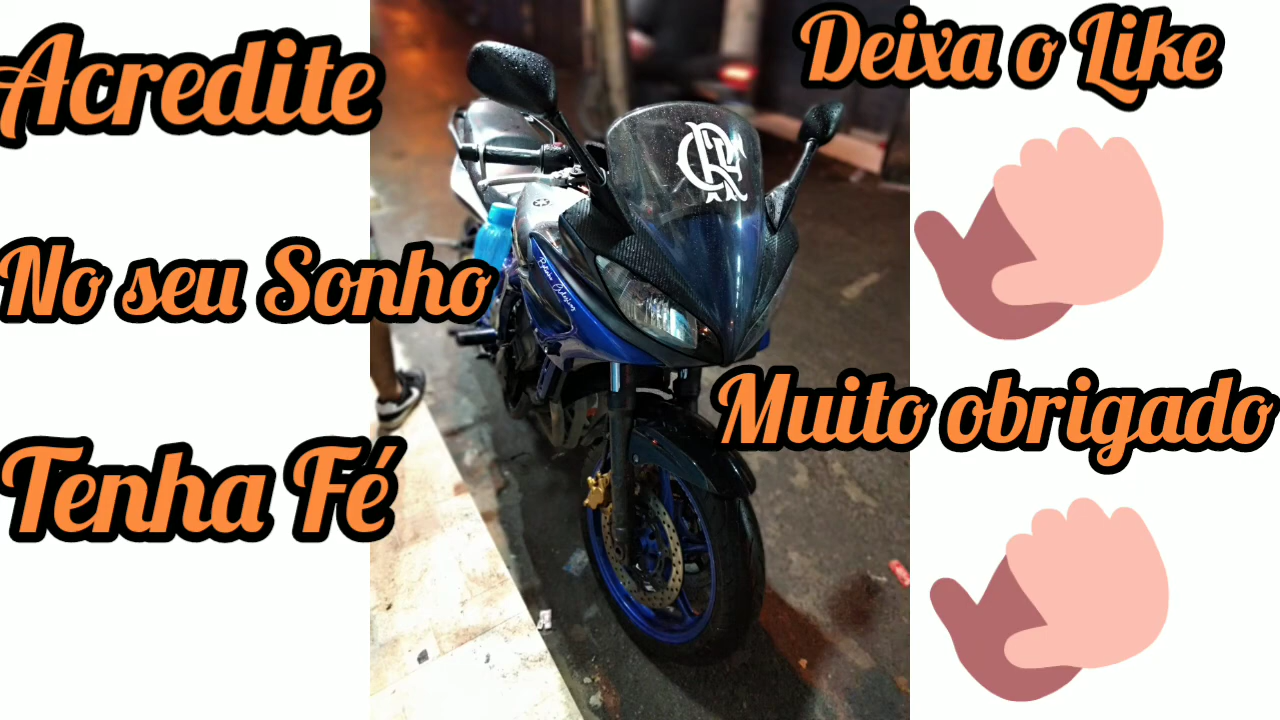 Acredite
No seu Sonho
Tenha Fé
Deixa o Like
Muito obrigado